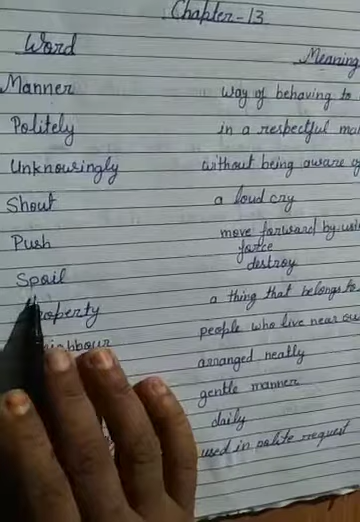 Chapter-13
Word Meaning
Manner way of behaving to
Politely in a respectful
Unknowingly without being aware
Shout a loud cry
Push move forward by
force
Spoil destroy
a thing that belongs to
people who live near
arranged neatly
gentle manner
daily
used in polite request